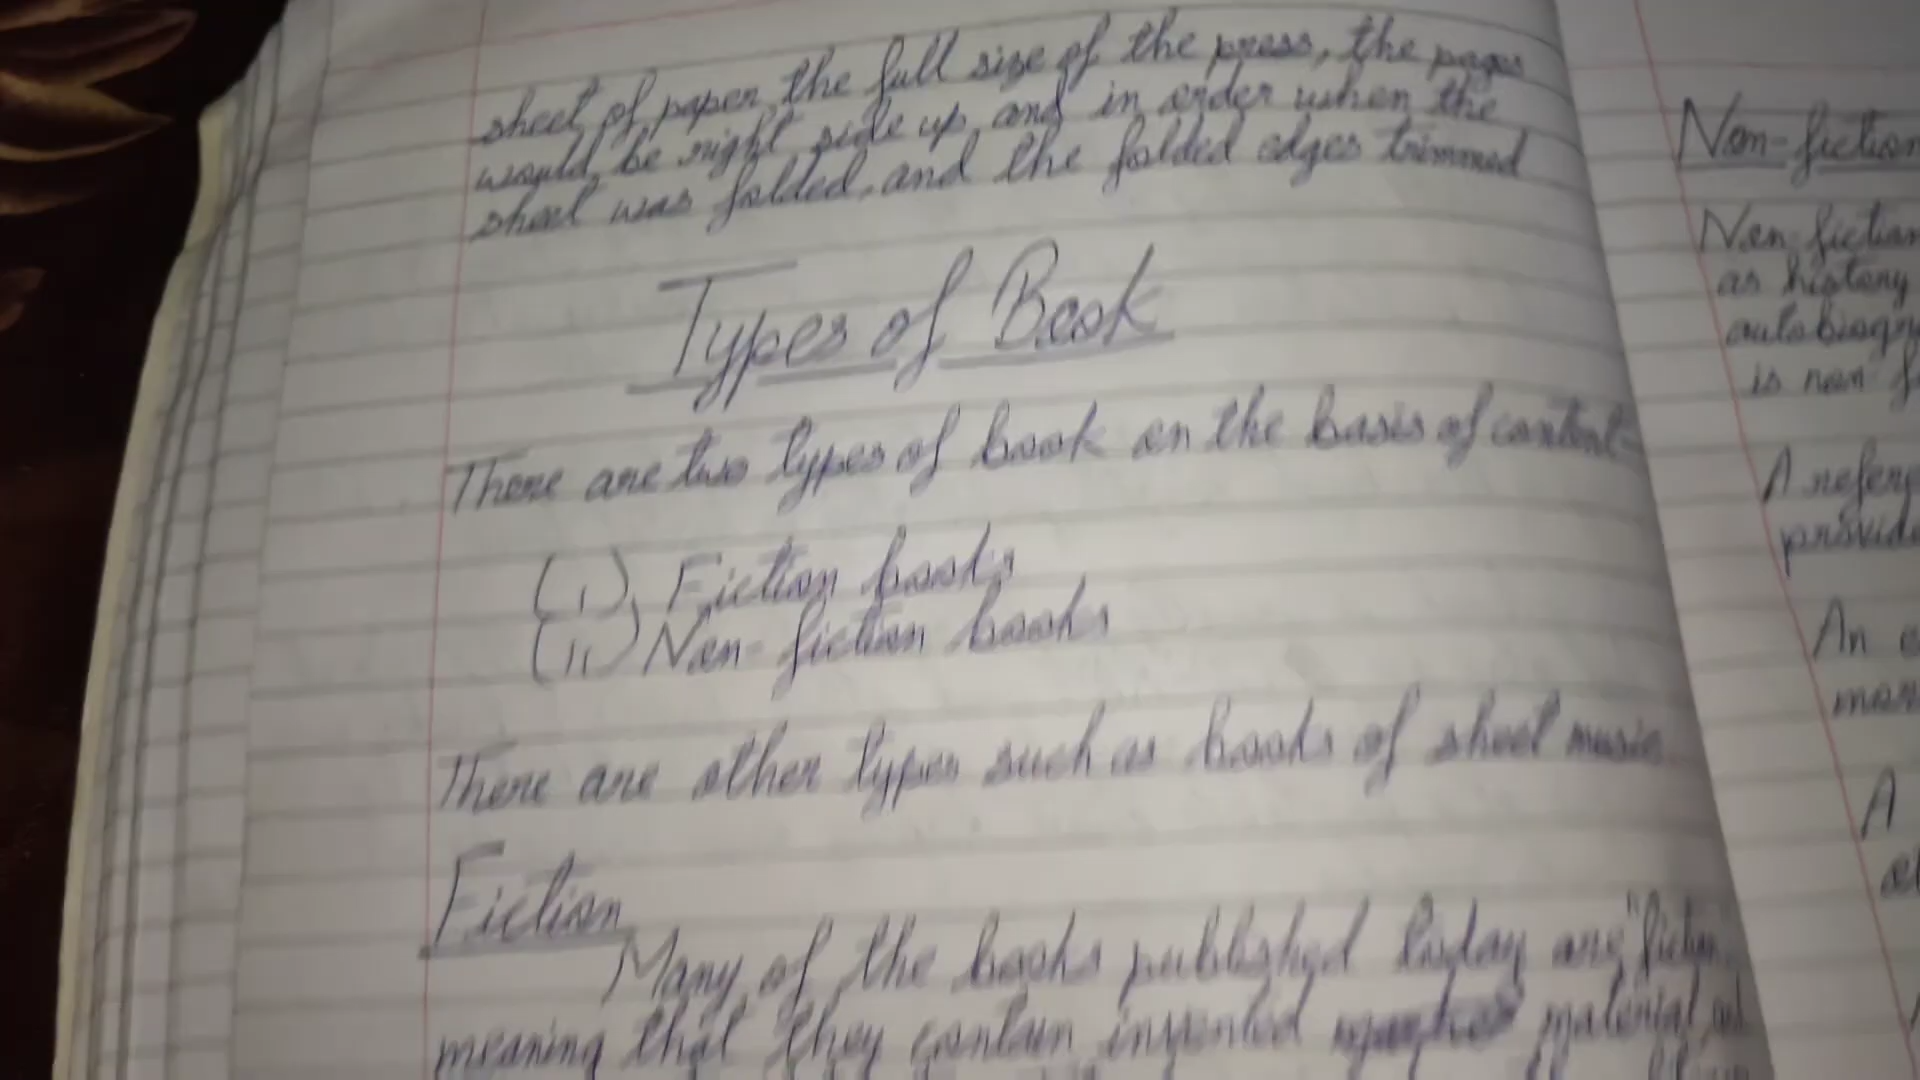 sheet of paper the full size of the press, the pages
would be right side up and in order when the
sheet was folded, and the folded edges trimmed
Types of Book
There are two types of book on the basis of content-
(i) Fiction books
(ii) Non-fiction books
There are other types such as books of sheet music
Fiction
Many of the books published today are "fiction"
meaning that they contain invented material,
Non-fiction
Non-fiction
as history
is non
A
provide
An
A